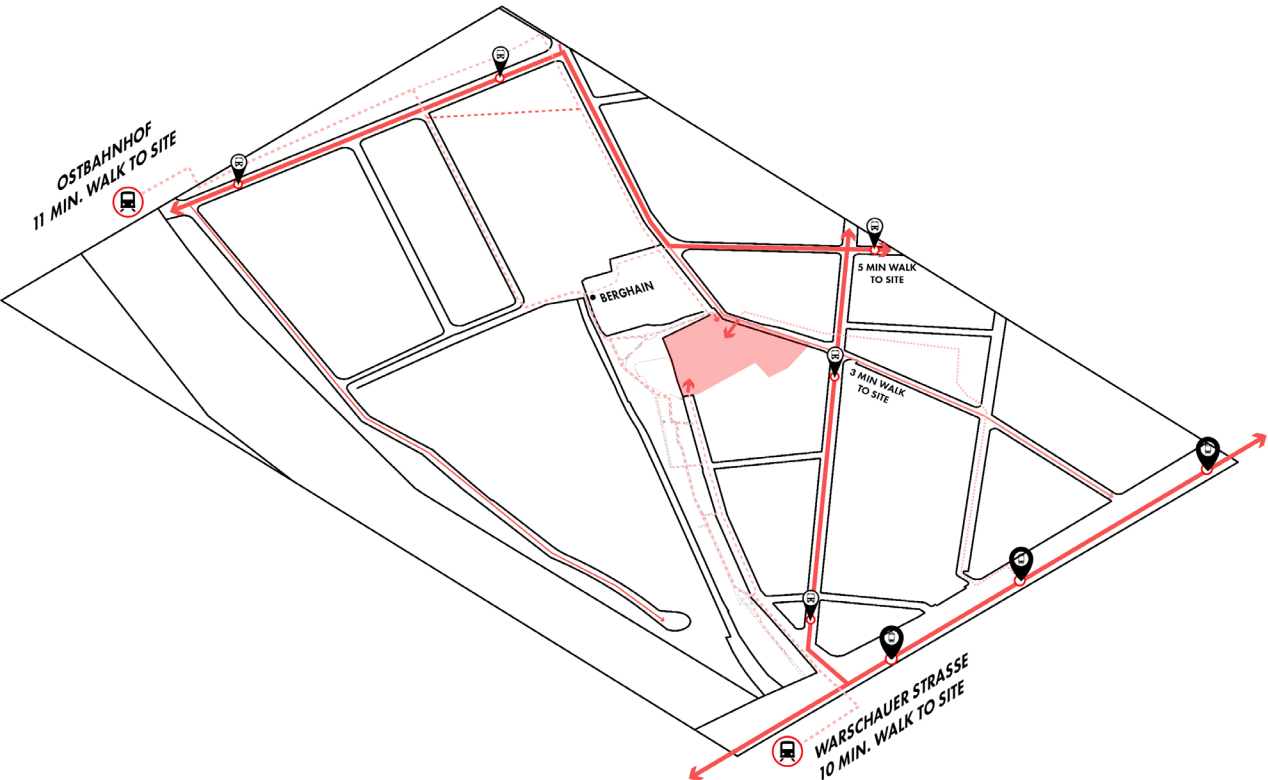 OSTBAHNHOF
11 MIN. WALK TO SITE
BERGHAIN
5 MIN WALK
TO SITE
3 MIN WALK
TO SITE
WARSCHAUER STRASSE
10 MIN. WALK TO SITE